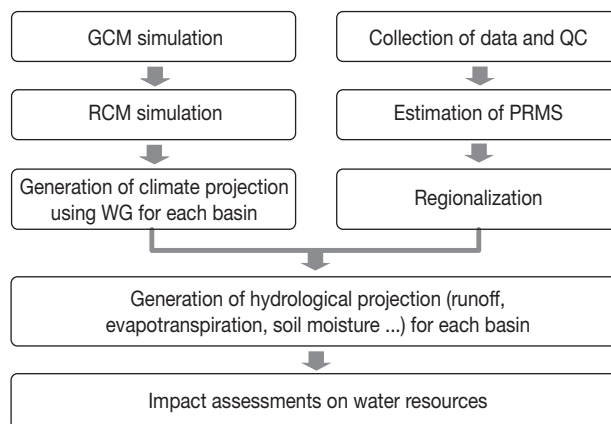 GCM simulation
Collection of data and QC
RCM simulation
Estimation of PRMS
Generation of climate projection
using WG for each basin
Regionalization
Generation of hydrological projection (runoff,
evapotranspiration, soil moisture ...) for each basin
Impact assessments on water resources